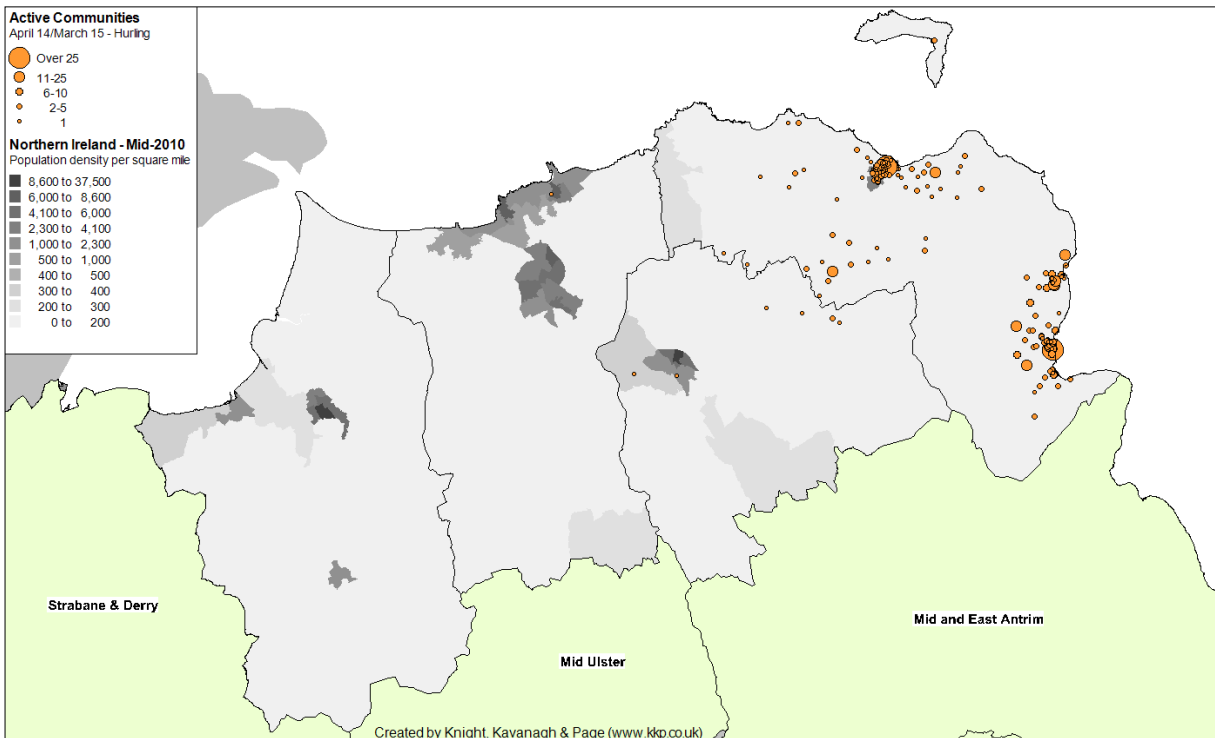 Active Communities
April 14/March 15 - Hurling
Over 25
11-25
6-10
2-5
1
Northern Ireland - Mid-2010
Population density per square mile
8,600 to 37,500
6,000 to 8,600
4,100 to 6,000
2,300 to 4,100
1,000 to 2,300
500 to 1,000
400 to 500
300 to 400
200 to 300
0 to 200
Strabane & Derry
Mid and East Antrim
Mid Ulster
Created by Knight, Kavanagh & Page (www.kkp.co.uk)